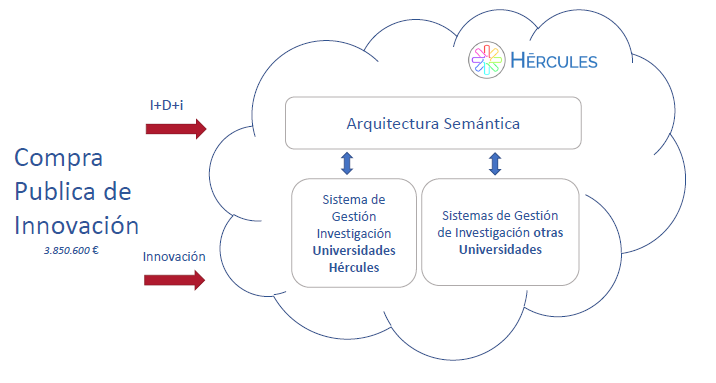 HĒRCULES
I+D+i
Arquitectura Semántica
Compra
Publica de
Innovación
3.850.600 €
Innovación
Sistema de
Gestión
Investigación
Universidades
Hércules
Sistemas de Gestión
de Investigación otras
Universidades